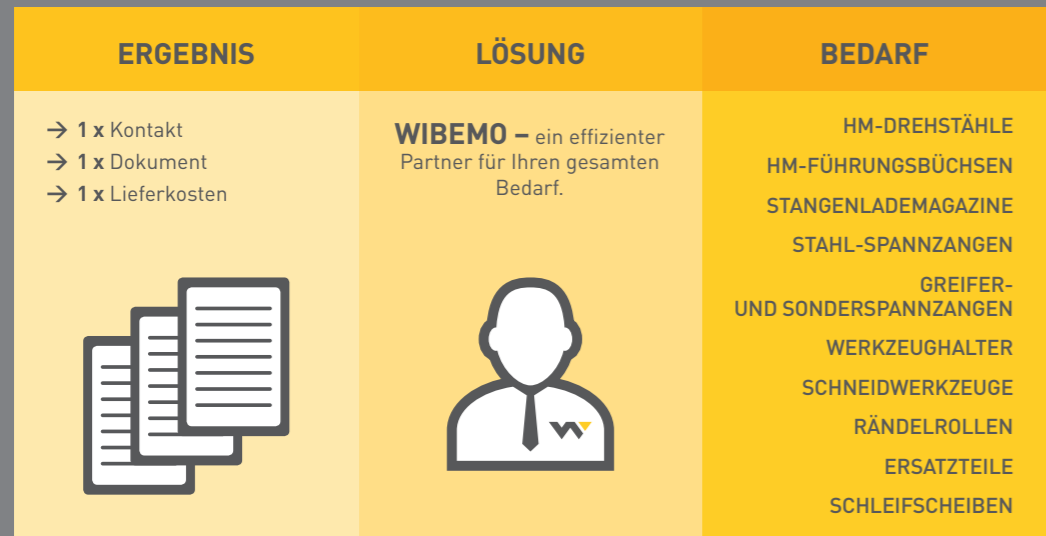 ERGEBNIS
→ 1 x Kontakt
→ 1 x Dokument
→ 1 x Lieferkosten
LÖSUNG
WIBEMO – ein effizienter
Partner für Ihren gesamten
Bedarf.
BEDARF
HM-DREHSTÄHLE
HM-FÜHRUNGSBÜCHSEN
STANGENLADEMAGAZINE
STAHL-SPANNZANGEN
GREIFER-
UND SONDERSPANNZANGEN
WERKZEUGHALTER
SCHNEIDWERKZEUGE
RÄNDELROLLEN
ERSATZTEILE
SCHLEIFSCHEIBEN